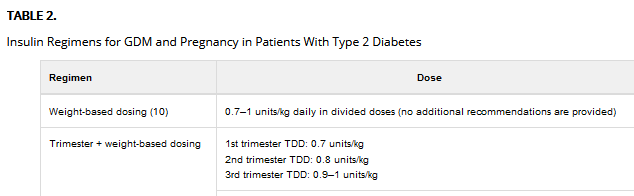 TABLE 2.
Insulin Regimens for GDM and Pregnancy in Patients With Type 2 Diabetes
Regimen Dose
Weight-based dosing (10) 0.7–1 units/kg daily in divided doses (no additional recommendations are provided)
Trimester + weight-based dosing 1st trimester TDD: 0.7 units/kg
2nd trimester TDD: 0.8 units/kg
3rd trimester TDD: 0.9–1 units/kg